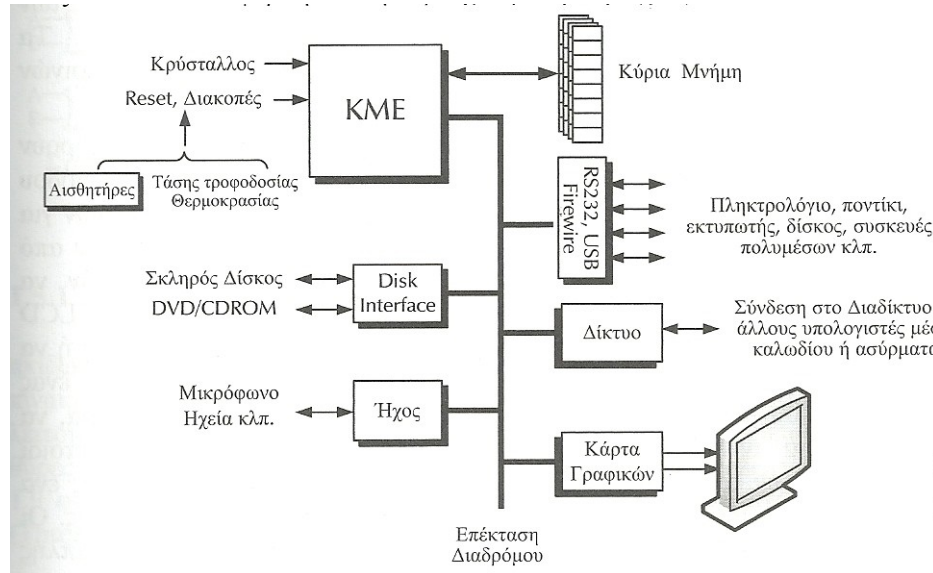 Κρύσταλλος
Reset, Διακοπές
Αισθητήρες
Τάσης τροφοδοσίας
Θερμοκρασίας
ΚΜΕ
Κύρια Μνήμη
RS232, USB
Firewire
Πληκτρολόγιο, ποντίκι,
εκτυπωτής, δίσκος, συσκευές
πολυμέσων κλπ.
Σκληρός Δίσκος
DVD/CDROM
Disk
Interface
Δίκτυο
Σύνδεση στο Διαδίκτυο
άλλους υπολογιστές
καλωδίου ή ασύρματα
Μικρόφωνο
Ηχεία κλπ.
Ήχος
Κάρτα
Γραφικών
Επέκταση
Διαδρόμου